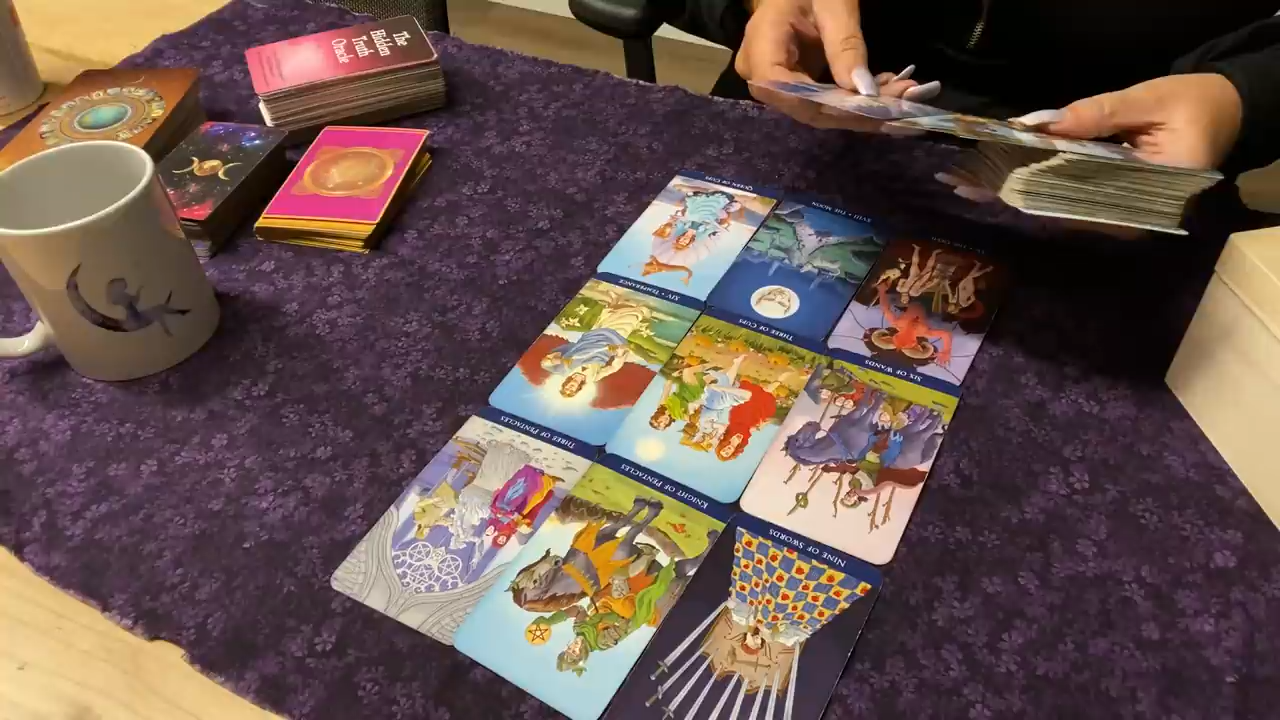 The
Hidden
Truth
Oracle
QUEEN OF CUPS
XVIII • THE MOON
XIV • TEMPERANCE
THREE OF CUPS
SIX OF WANDS
THREE OF PENTACLES
KNIGHT OF PENTACLES
NINE OF SWORDS